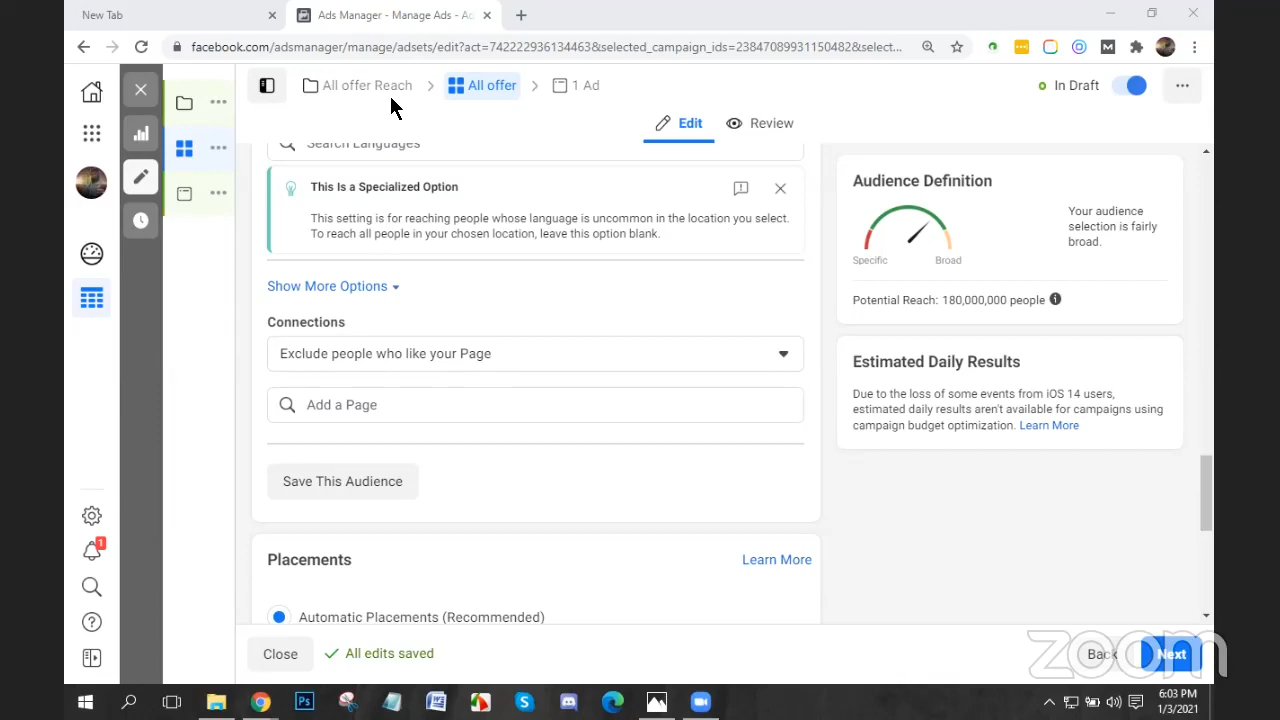 New Tab
Ads Manager - Manage Ads - Ad
facebook.com/adsmanager/manage/adsets/edit?act=742222936134463&selected_campaign_ids=23847089931150482&selec...
All offer Reach
All offer
1 Ad
In Draft
Edit
Review
Search Languages
This Is a Specialized Option
This setting is for reaching people whose language is uncommon in the location you select.
To reach all people in your chosen location, leave this option blank.
Show More Options
Connections
Exclude people who like your Page
Add a Page
Save This Audience
Placements
Learn More
Automatic Placements (Recommended)
Audience Definition
Your audience
selection is fairly
broad.
Specific
Broad
Potential Reach: 180,000,000 people
Estimated Daily Results
Due to the loss of some events from iOS 14 users,
estimated daily results aren't available for campaigns using
campaign budget optimization. Learn More
1
Close
All edits saved
Back
Next
zoom
6:03 PM
1/3/2021